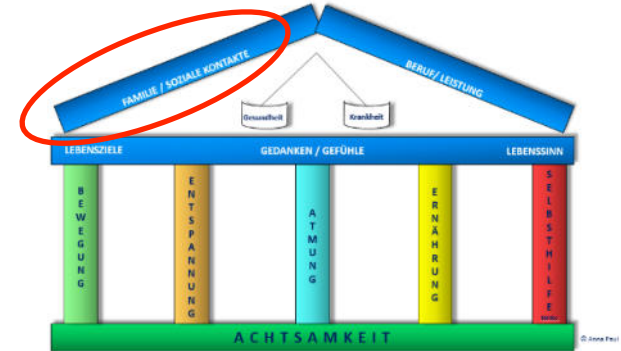 FAMILIE / SOZIALE KONTAKTE
BERUF/ LEISTUNG
Gesundheit
Krankheit
LEBENSZIELE
GEDANKEN / GEFÜHLE
LEBENSSINN
BEWEGUNG
ENTSPANNUNG
ATMUNG
ERNÄHRUNG
SELBSTHILFE
ACHTSAMKEIT
© Anna Paul